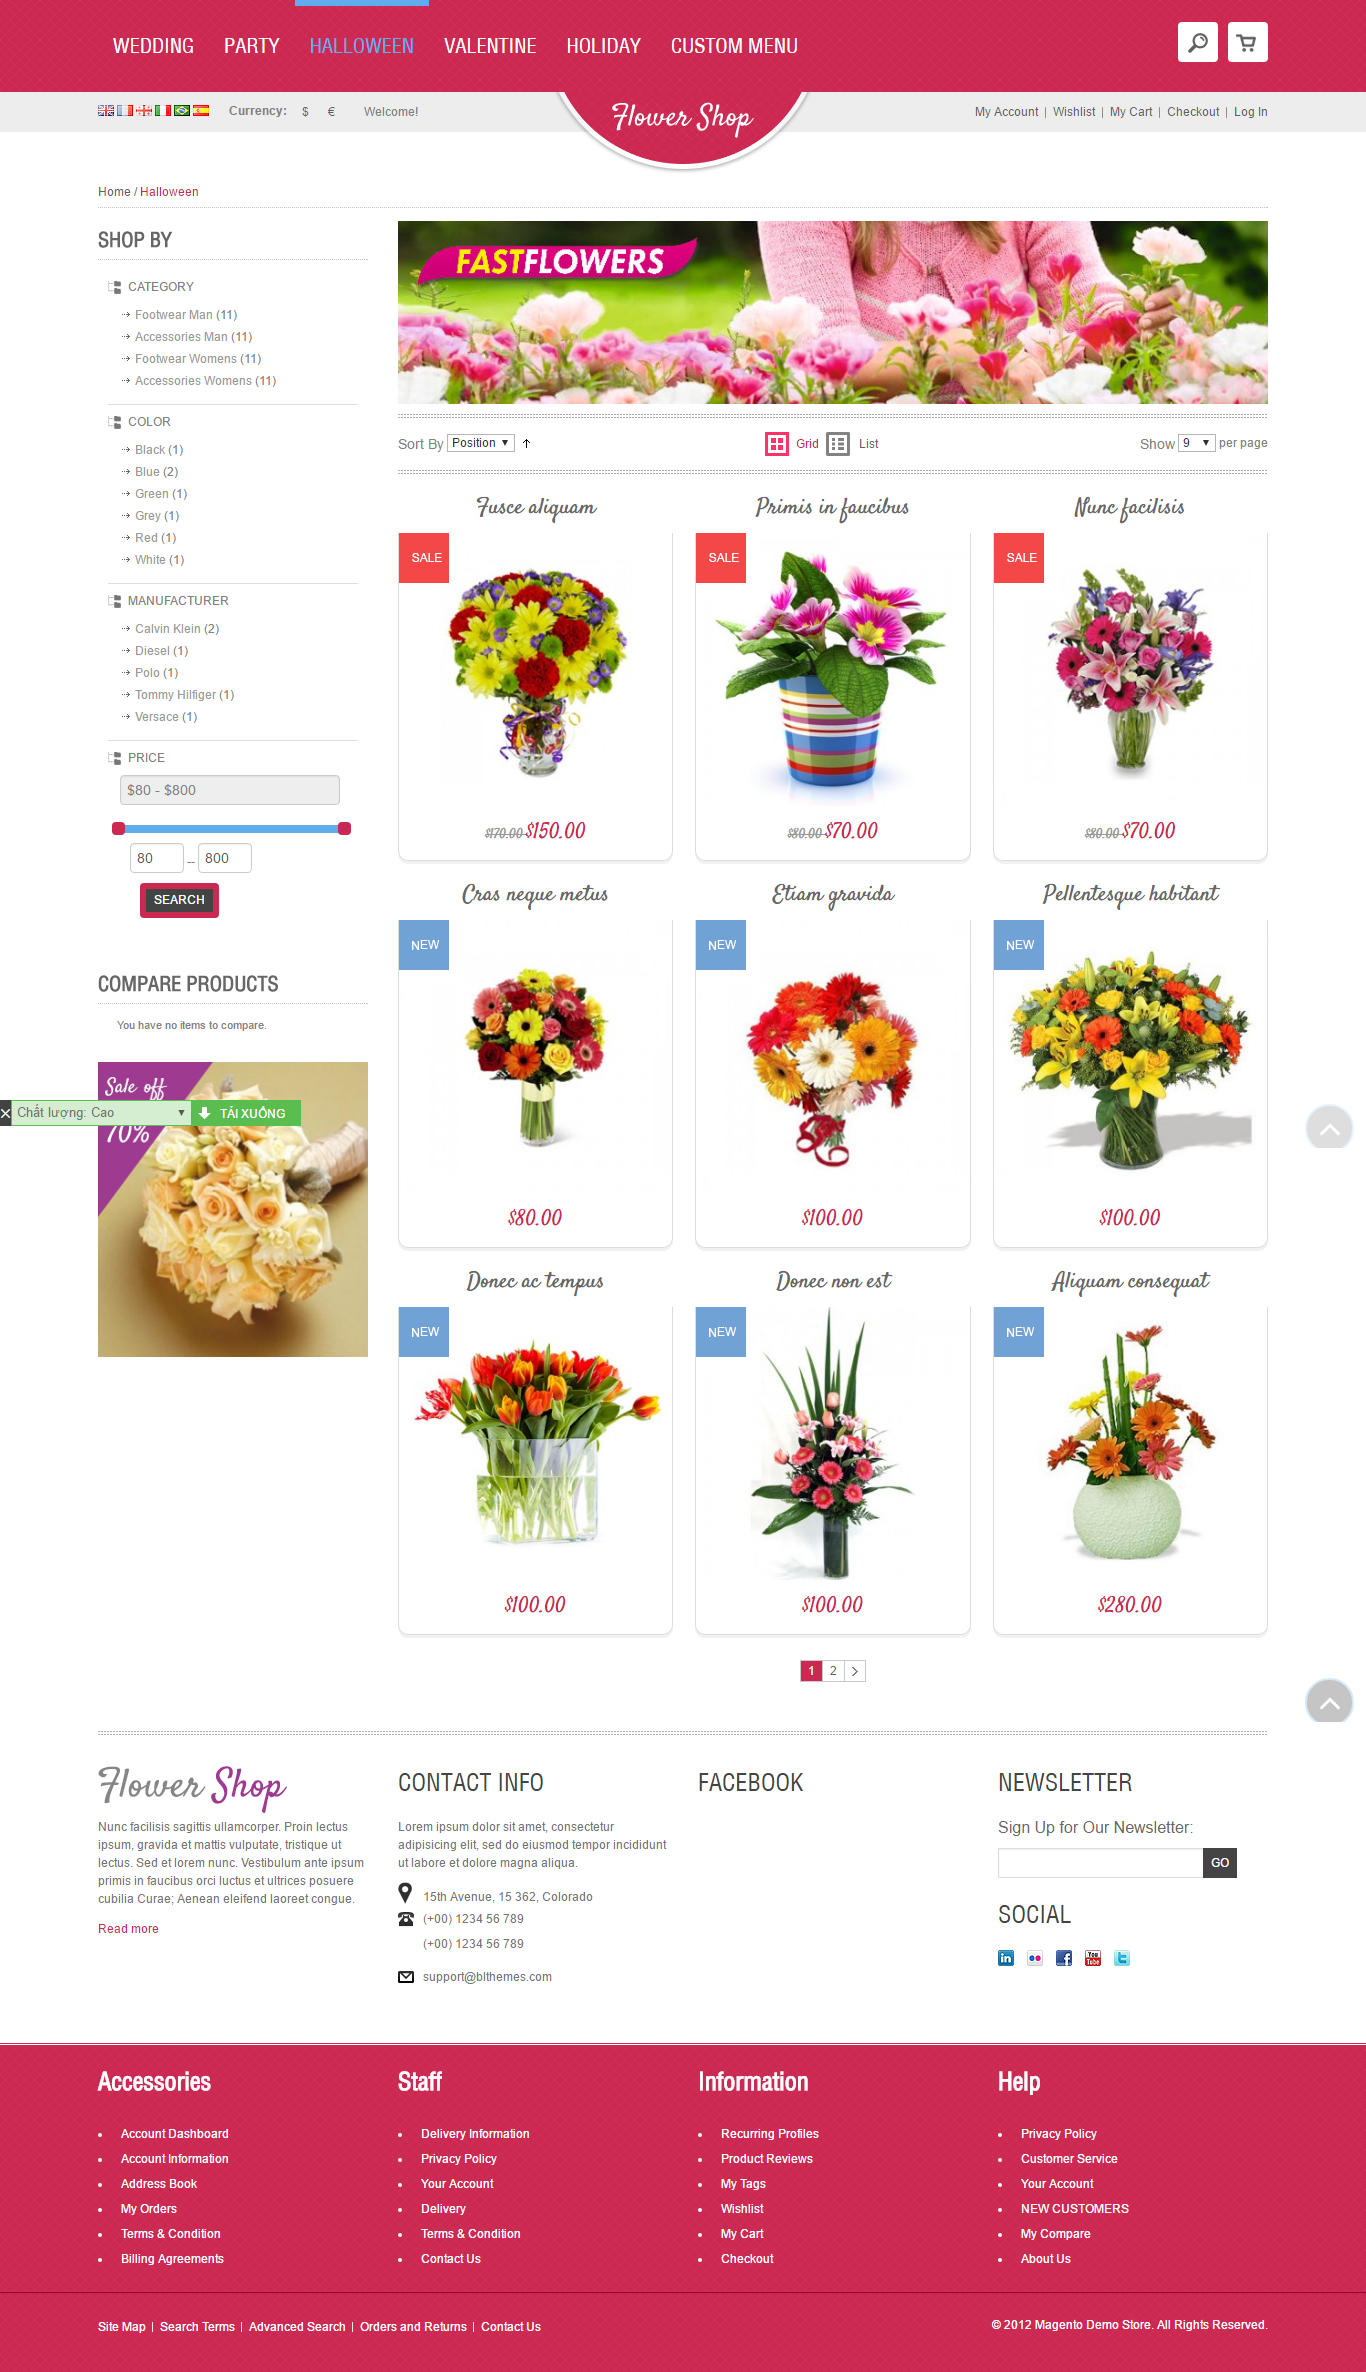 WEDDING PARTY HALLOWEEN VALENTINE HOLIDAY CUSTOM MENU
Currency: $ € Welcome!
Flower Shop
My Account | Wishlist | My Cart | Checkout | Log In
Home / Halloween
SHOP BY
CATEGORY
Footwear Man (11)
Accessories Man (11)
Footwear Womens (11)
Accessories Womens (11)
COLOR
Black (1)
Blue (2)
Green (1)
Grey (1)
Red (1)
White (1)
MANUFACTURER
Calvin Klein (2)
Diesel (1)
Polo (1)
Tommy Hilfiger (1)
Versace (1)
PRICE
$80 - $800
80 -- 800
SEARCH
COMPARE PRODUCTS
You have no items to compare.
Sale off
70%
Chất lượng: Cao TẢI XUỐNG
FASTFLOWERS
Sort By Position Grid List Show 9 per page
Fusce aliquam Primis in faucibus Nunc facilisis
SALE SALE SALE
$170.00 $150.00 $80.00 $70.00 $80.00 $70.00
Cras neque metus Etiam gravida Pellentesque habitant
NEW NEW NEW
$80.00 $100.00 $100.00
Donec ac tempus Donec non est Aliquam consequat
NEW NEW NEW
$100.00 $100.00 $280.00
1 2 >
Flower Shop
Nunc facilisis sagittis ullamcorper. Proin lectus
ipsum, gravida et mattis vulputate, tristique ut
lectus. Sed et lorem nunc. Vestibulum ante ipsum
primis in faucibus orci luctus et ultrices posuere
cubilia Curae; Aenean eleifend laoreet congue.
Read more
CONTACT INFO
Lorem ipsum dolor sit amet, consectetur
adipisicing elit, sed do eiusmod tempor incididunt
ut labore et dolore magna aliqua.
15th Avenue, 15 362, Colorado
(+00) 1234 56 789
(+00) 1234 56 789
support@blthemes.com
FACEBOOK
NEWSLETTER
Sign Up for Our Newsletter:
GO
SOCIAL
in
f
You Tube
t
Accessories
Account Dashboard
Account Information
Address Book
My Orders
Terms & Condition
Billing Agreements
Staff
Delivery Information
Privacy Policy
Your Account
Delivery
Terms & Condition
Contact Us
Information
Recurring Profiles
Product Reviews
My Tags
Wishlist
My Cart
Checkout
Help
Privacy Policy
Customer Service
Your Account
NEW CUSTOMERS
My Compare
About Us
Site Map | Search Terms | Advanced Search | Orders and Returns | Contact Us
© 2012 Magento Demo Store. All Rights Reserved.